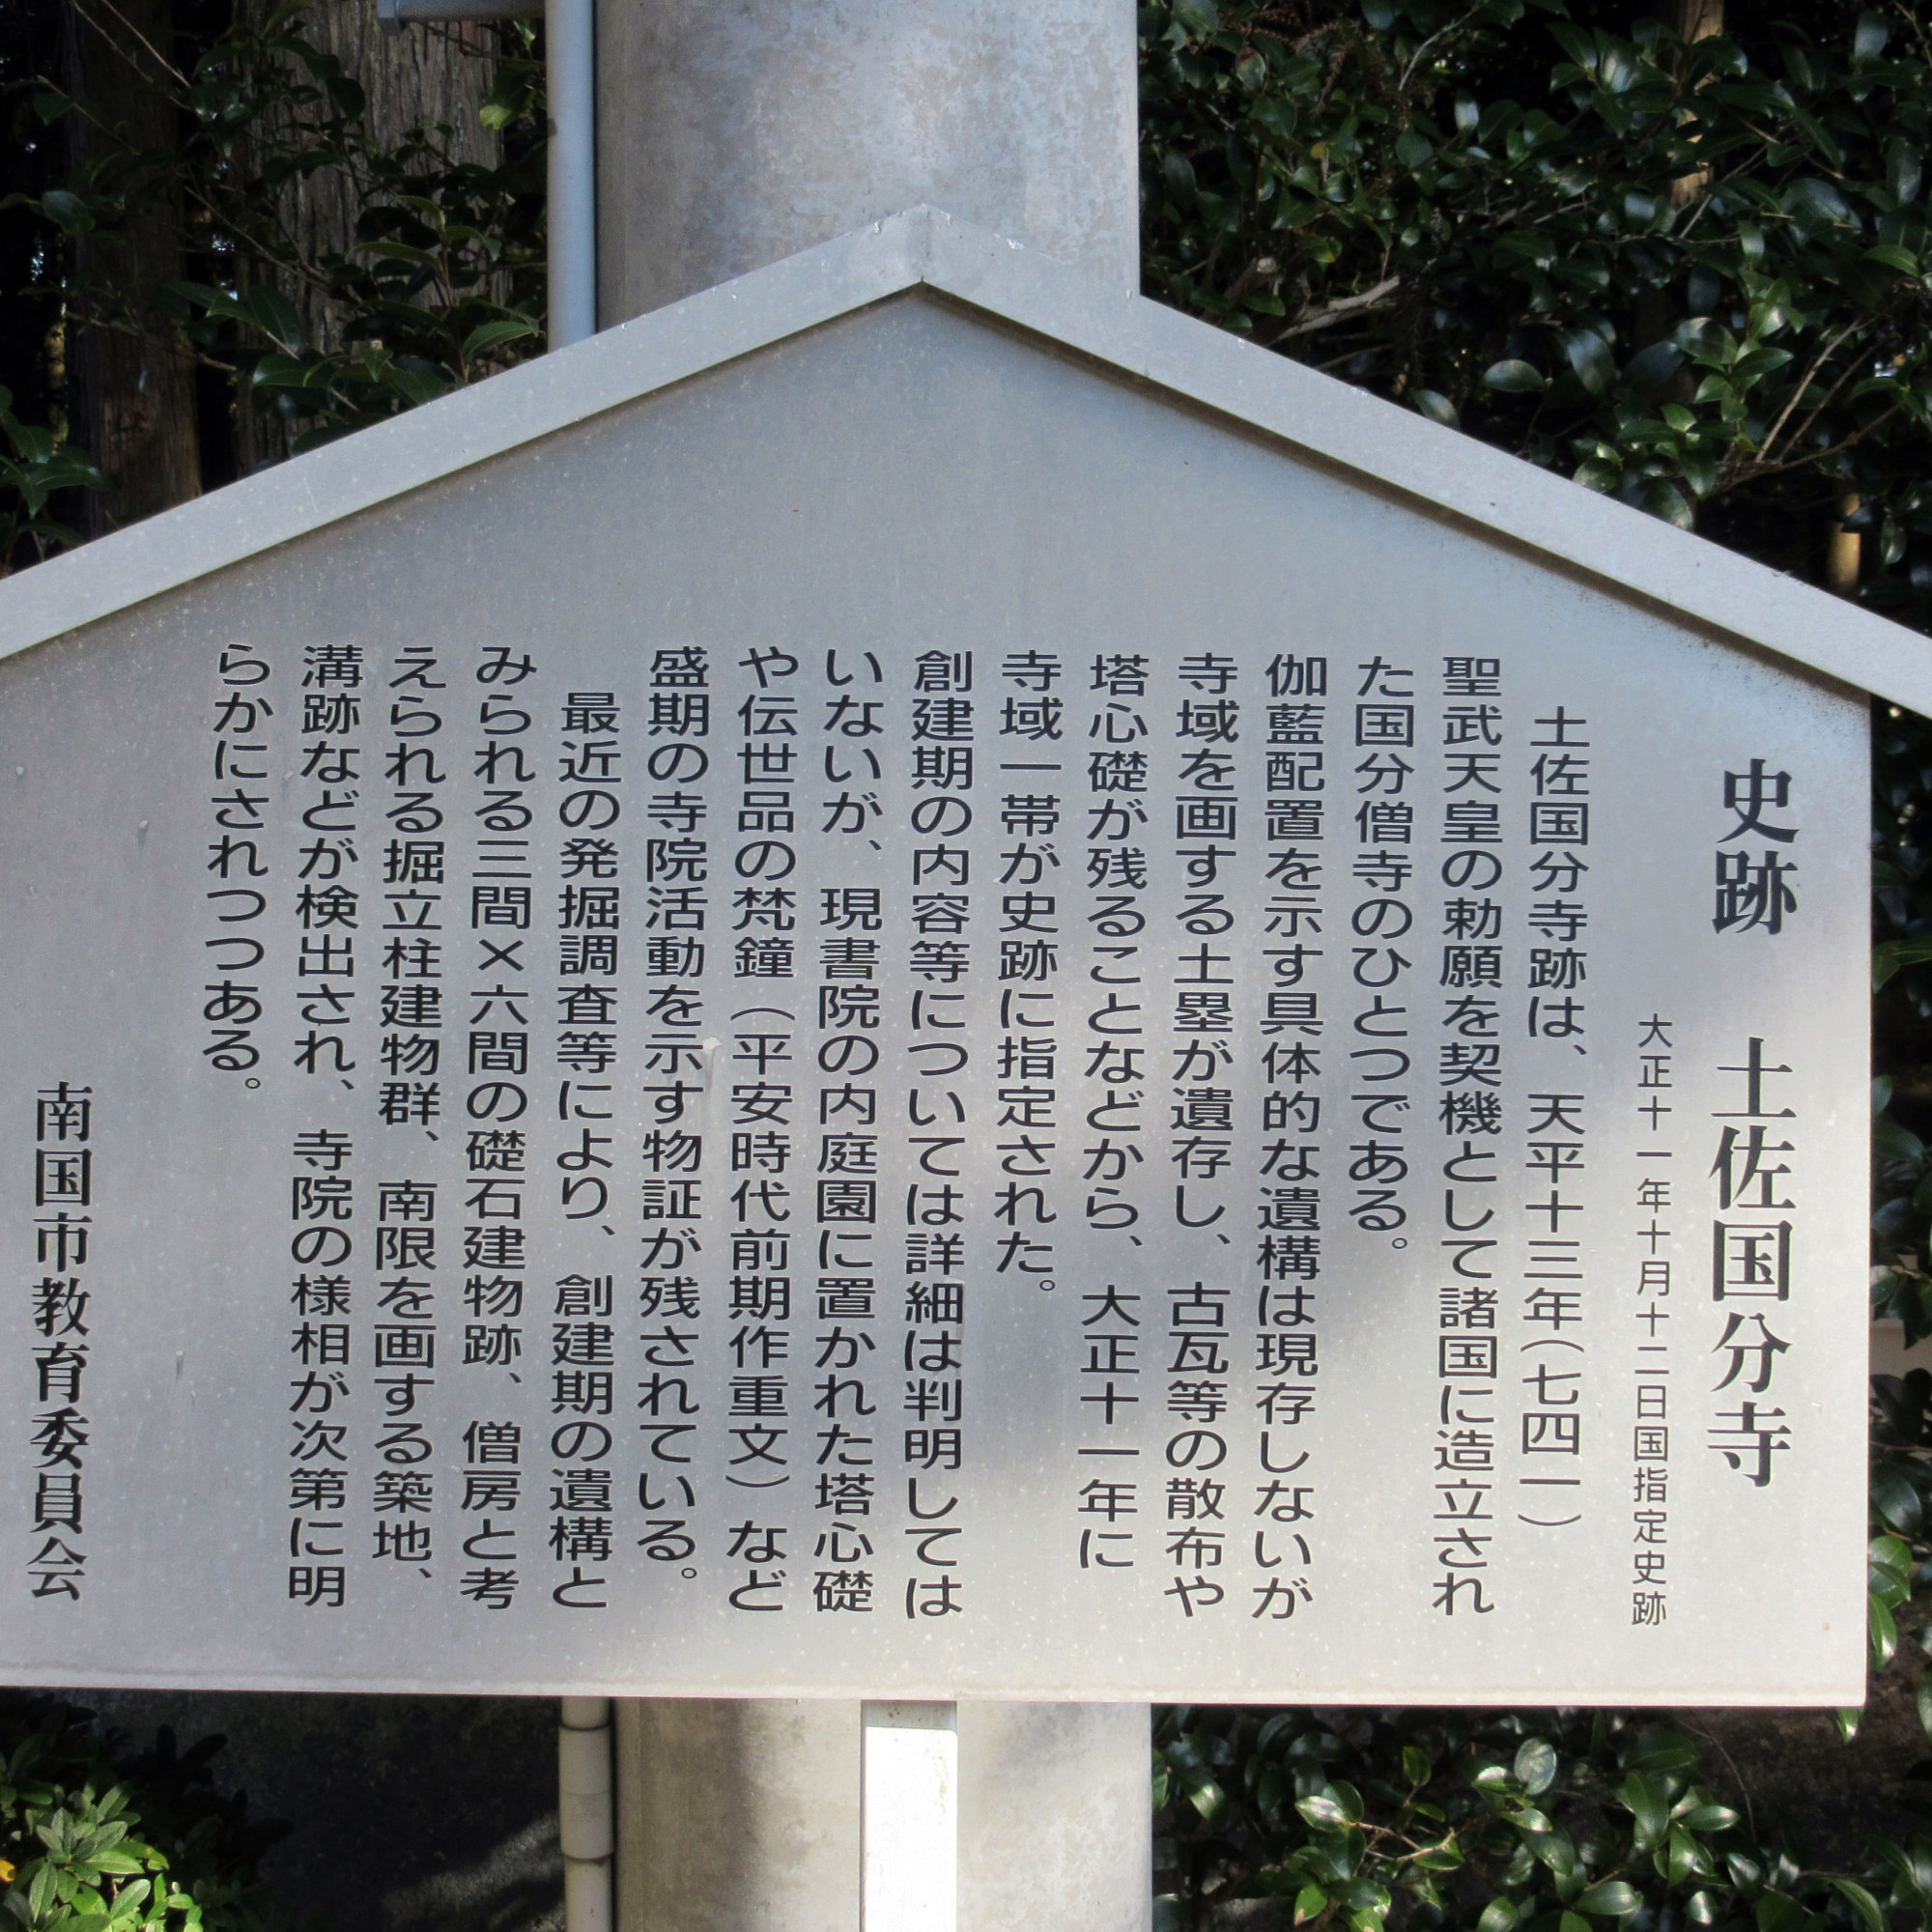 史跡　土佐国分寺
大正十一年十月十二日国指定史跡
土佐国分寺跡は、天平十三年（七四一）
聖武天皇の勅願を契機として諸国に造立され
た国分僧寺のひとつである。
伽藍配置を示す具体的な遺構は現存しないが
寺域を画する土塁が遺存し、古瓦等の散布や
塔心礎が残ることなどから、大正十一年に
寺域一帯が史跡に指定された。
創建期の内容等については詳細は判明しては
いないが、現書院の内庭園に置かれた塔心礎
や伝世品の梵鐘（平安時代前期作重文）など
盛期の寺院活動を示す物証が残されている。
最近の発掘調査等により、創建期の遺構と
みられる三間×六間の礎石建物跡、僧房と考
えられる掘立柱建物群、南限を画する築地、
溝跡などが検出され、寺院の様相が次第に明
らかにされつつある。
南国市教育委員会